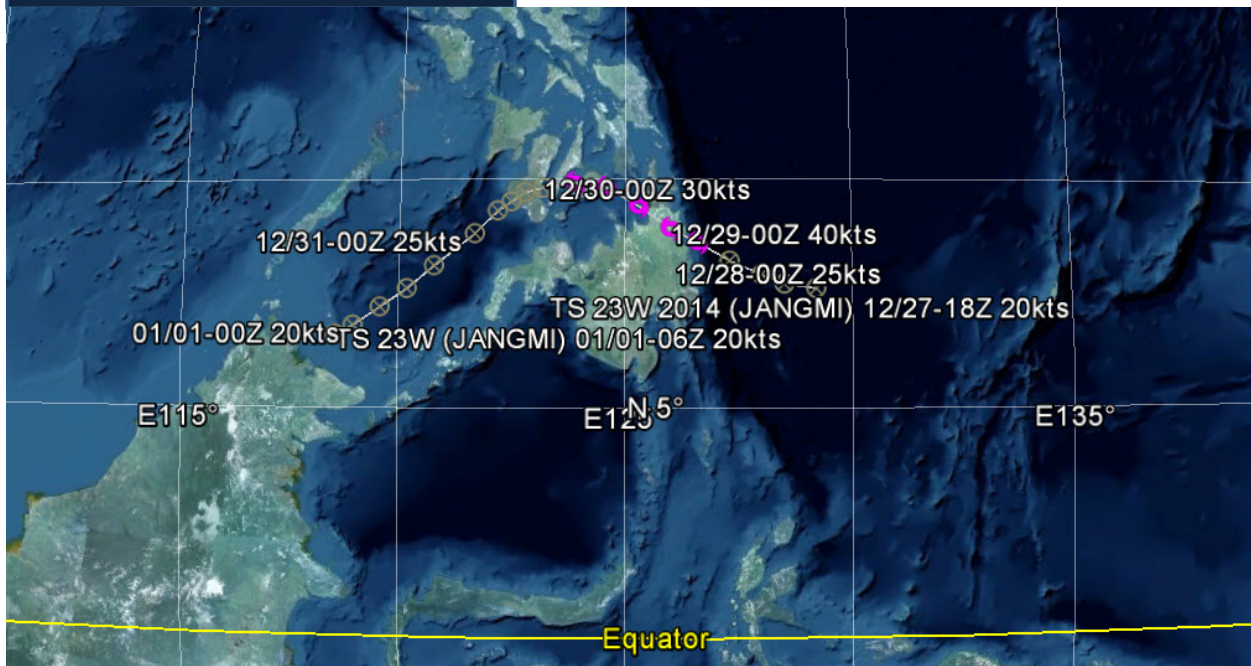 12/30-00Z 30kts
12/29-00Z 40kts
12/31-00Z 25kts
12/28-00Z 25kts
TS 23W 2014 (JANGMI) 12/27-18Z 20kts
01/01-00Z 20kts
TS 23W (JANGMI) 01/01-06Z 20kts
E115°
E125°
N 5°
E135°
Equator